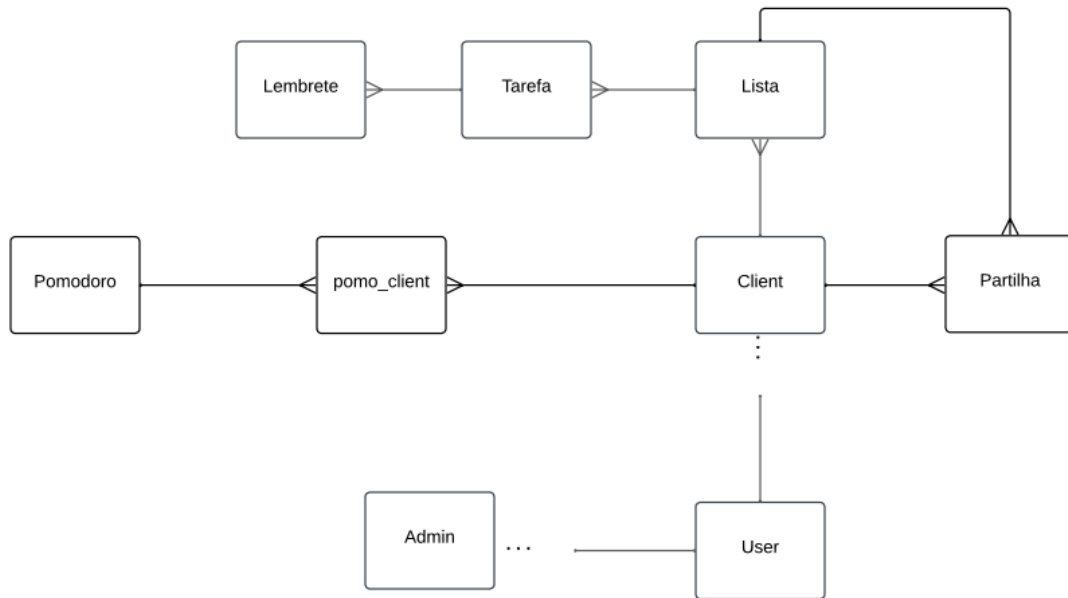 Lembrete
Tarefa
Lista
Pomodoro
pomo_client
Client
Partilha
Admin
User